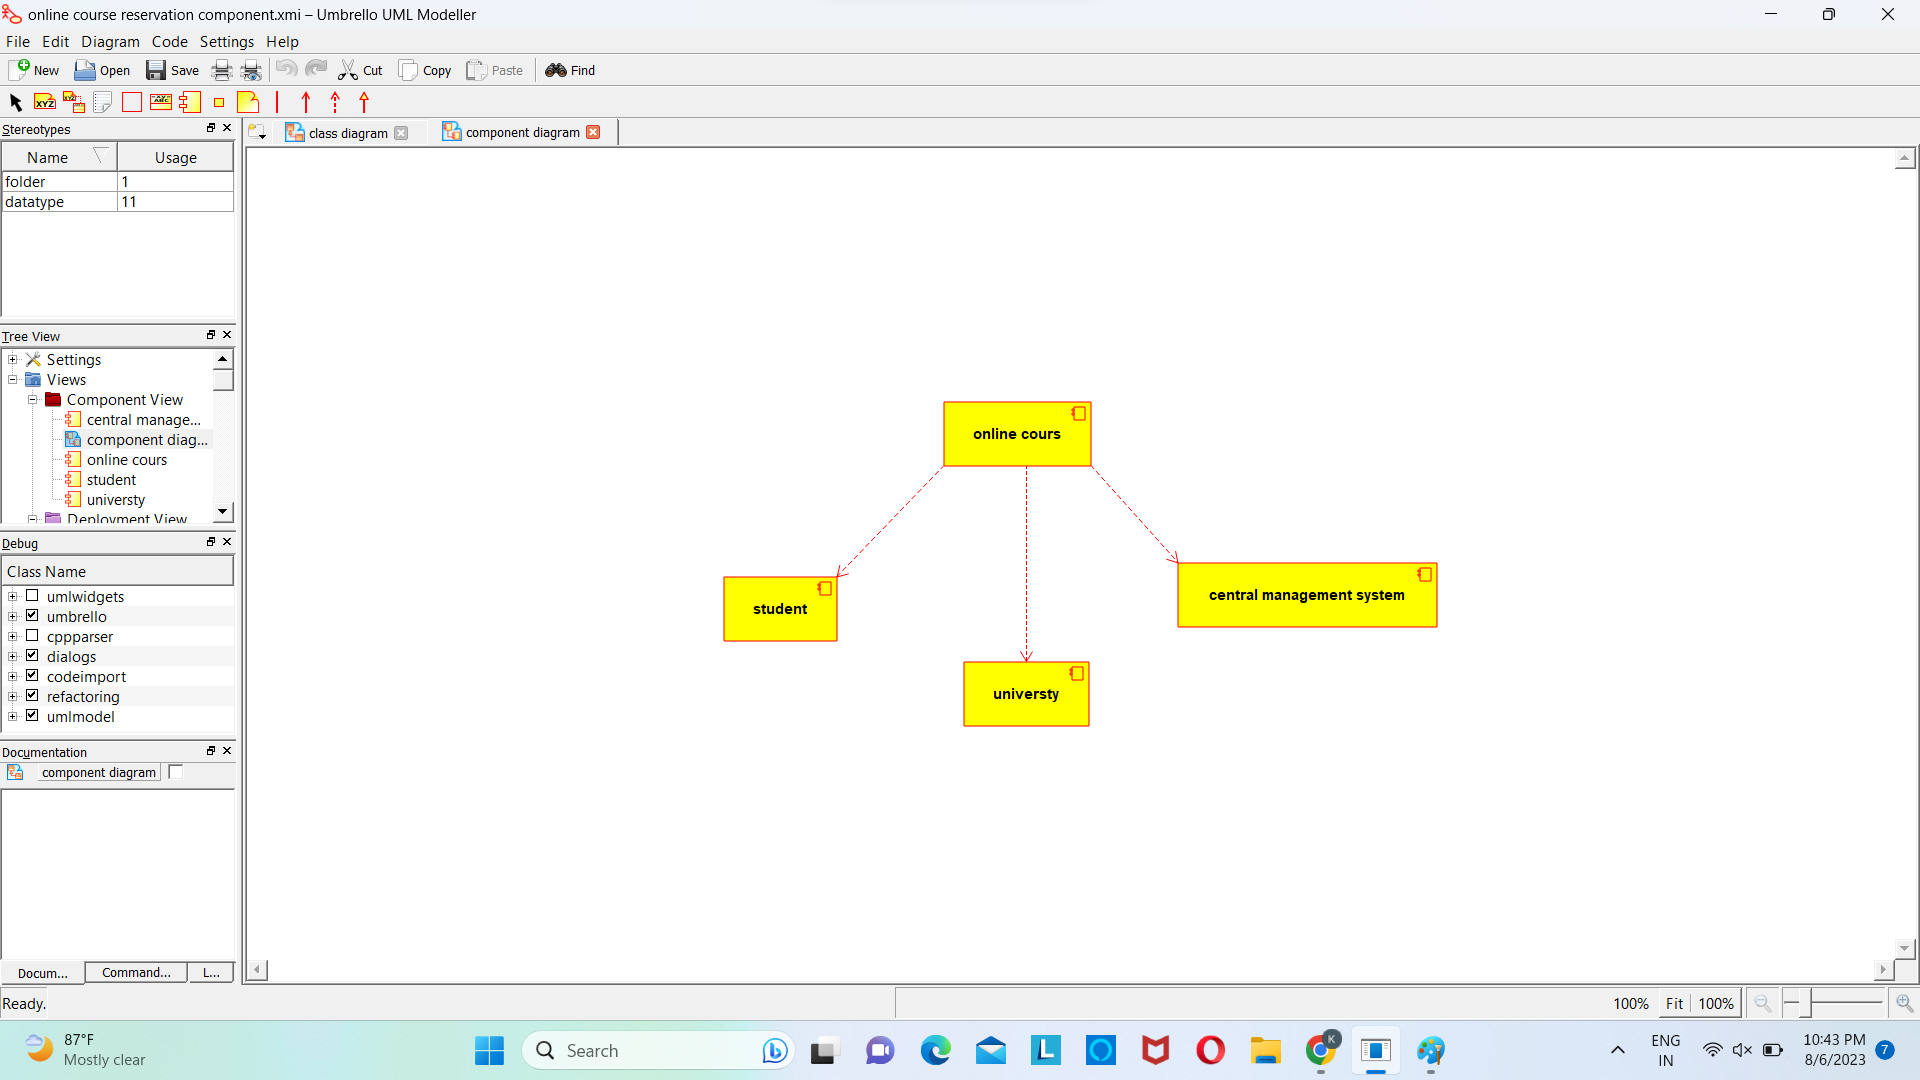 online course reservation component.xmi – Umbrello UML Modeller
File Edit Diagram Code Settings Help
New Open Save Cut Copy Paste Find
XYZ
Stereotypes
class diagram component diagram
Name Usage
folder 1
datatype 11
Tree View
Settings
Views
Component View
central manage...
component diag...
online cours
student
universty
Deployment View
online cours
student
central management system
universty
Debug
Class Name
umlwidgets
umbrello
cppparser
dialogs
codeimport
refactoring
umlmodel
Documentation
component diagram
Docum... Command... L...
Ready. 100% Fit 100%
87°F
Mostly clear
Search
L
K
ENG
IN
10:43 PM
8/6/2023
7